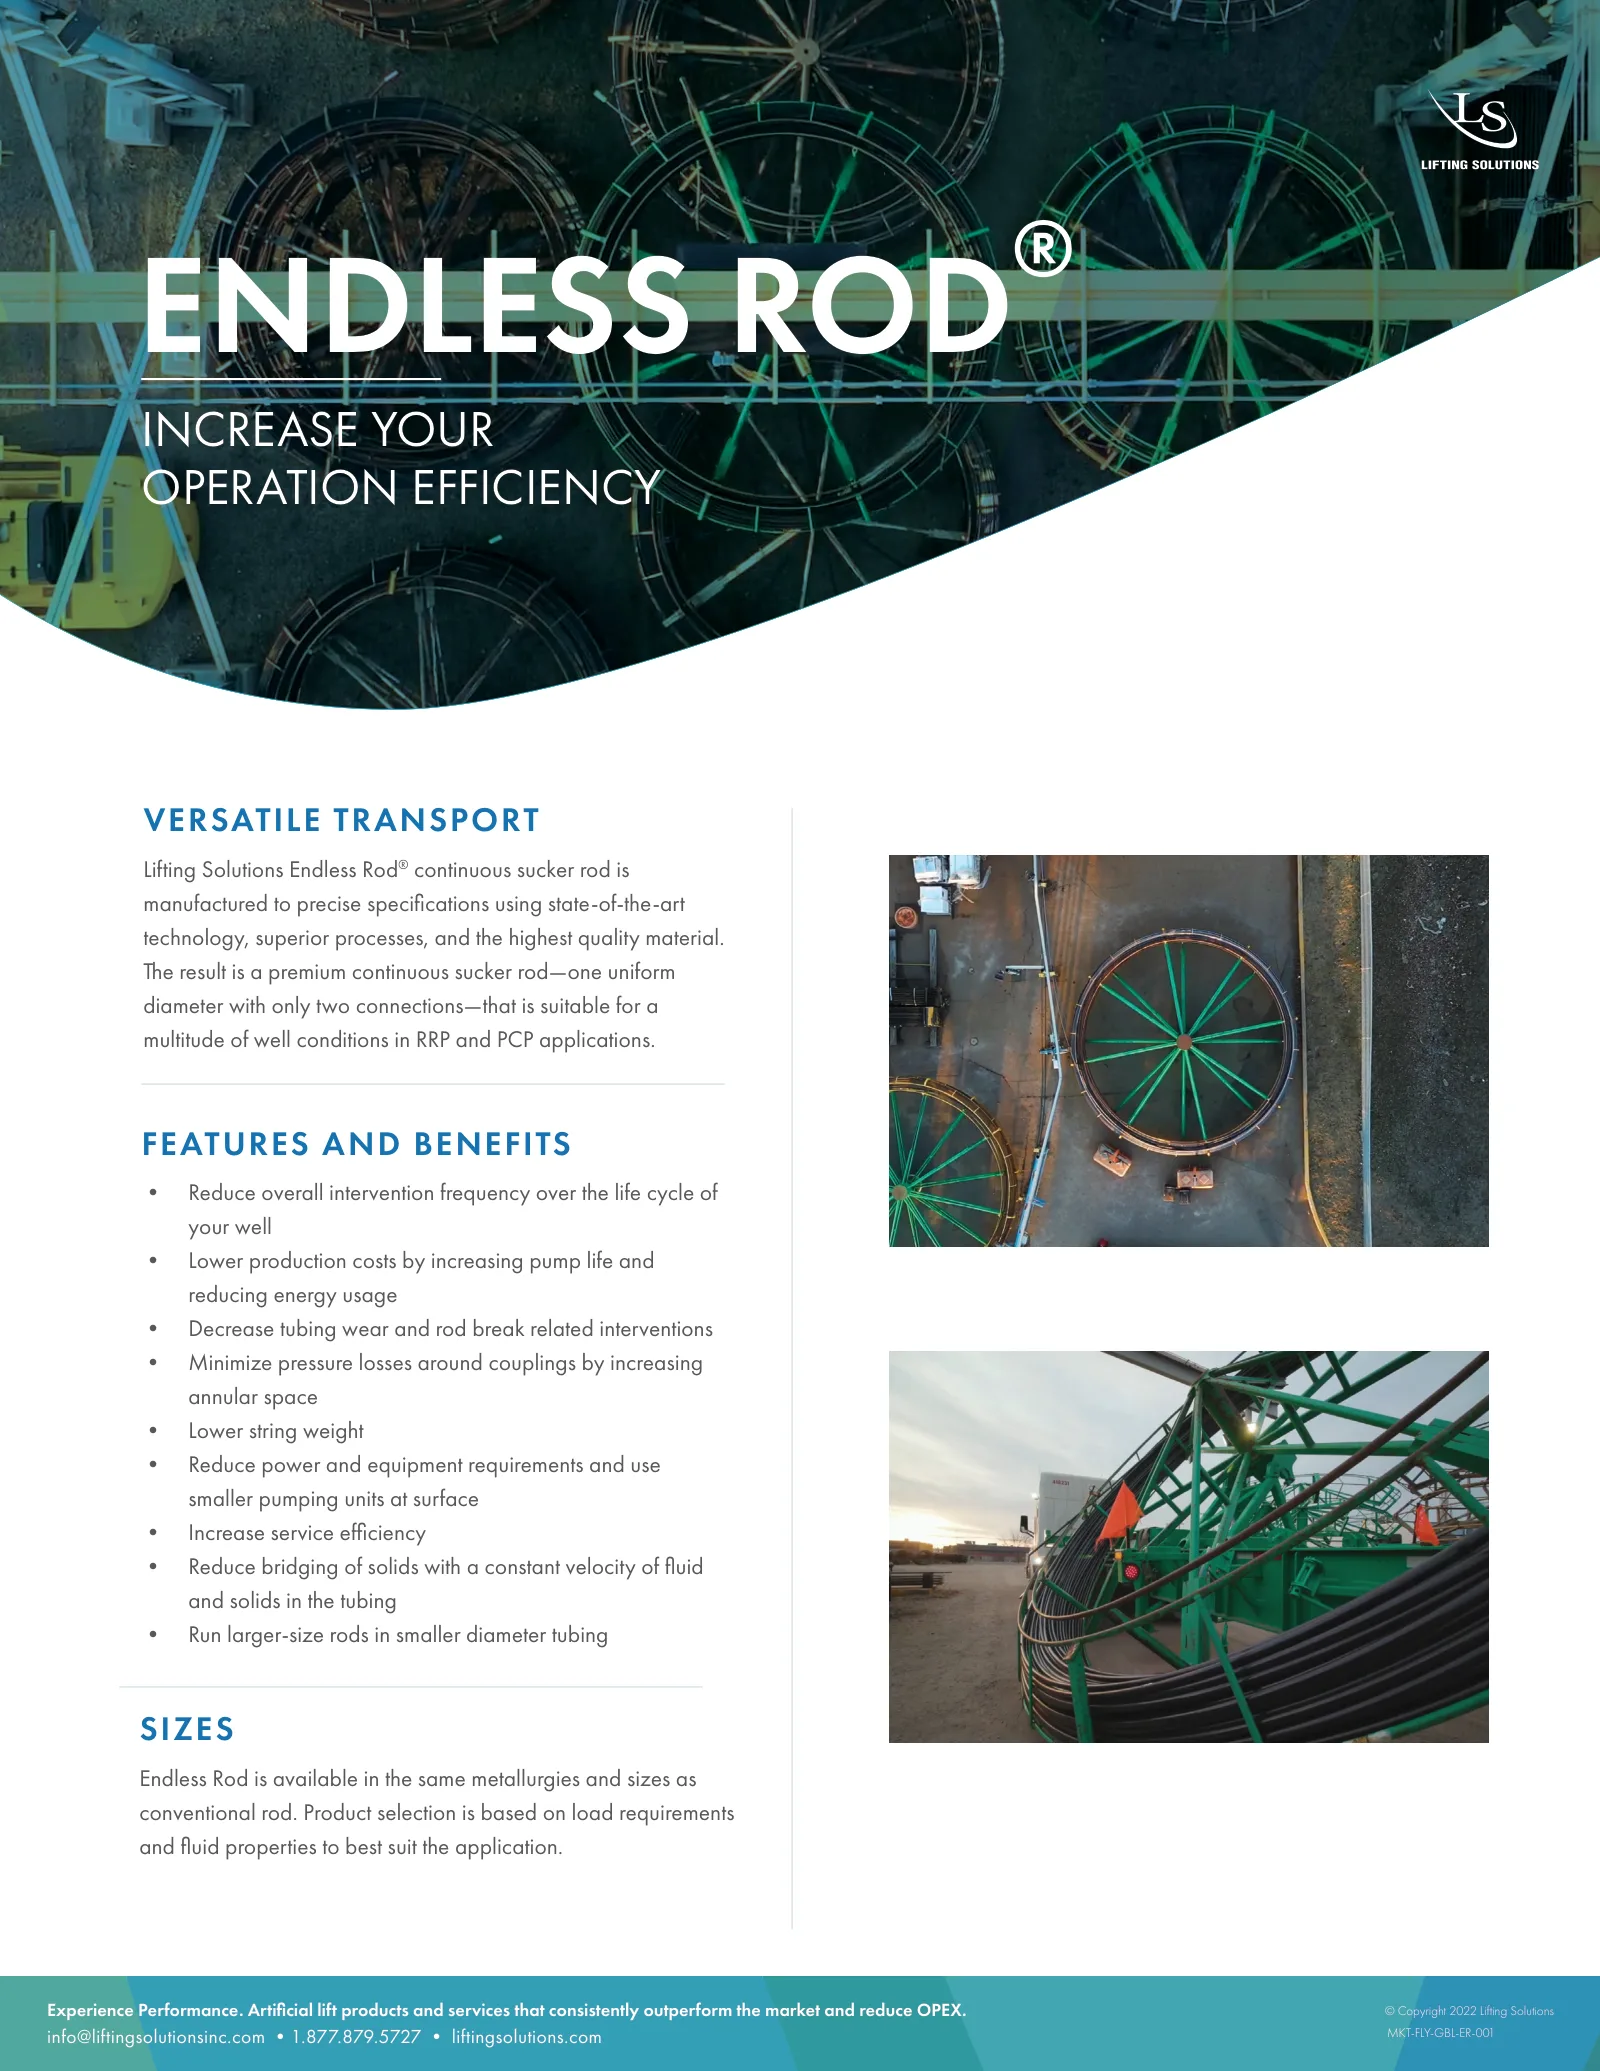 LS
LIFTING SOLUTIONS
ENDLESS ROD®
INCREASE YOUR
OPERATION EFFICIENCY
VERSATILE TRANSPORT
Lifting Solutions Endless Rod® continuous sucker rod is
manufactured to precise specifications using state-of-the-art
technology, superior processes, and the highest quality material.
The result is a premium continuous sucker rod—one uniform
diameter with only two connections—that is suitable for a
multitude of well conditions in RRP and PCP applications.
FEATURES AND BENEFITS
• Reduce overall intervention frequency over the life cycle of
your well
• Lower production costs by increasing pump life and
reducing energy usage
• Decrease tubing wear and rod break related interventions
• Minimize pressure losses around couplings by increasing
annular space
• Lower string weight
• Reduce power and equipment requirements and use
smaller pumping units at surface
• Increase service efficiency
• Reduce bridging of solids with a constant velocity of fluid
and solids in the tubing
• Run larger-size rods in smaller diameter tubing
SIZES
Endless Rod is available in the same metallurgies and sizes as
conventional rod. Product selection is based on load requirements
and fluid properties to best suit the application.
Experience Performance. Artificial lift products and services that consistently outperform the market and reduce OPEX.
info@liftingsolutionsinc.com • 1.877.879.5727 • liftingsolutions.com
© Copyright 2022 Lifting Solutions
MKT-FLY-GBL-ER-001